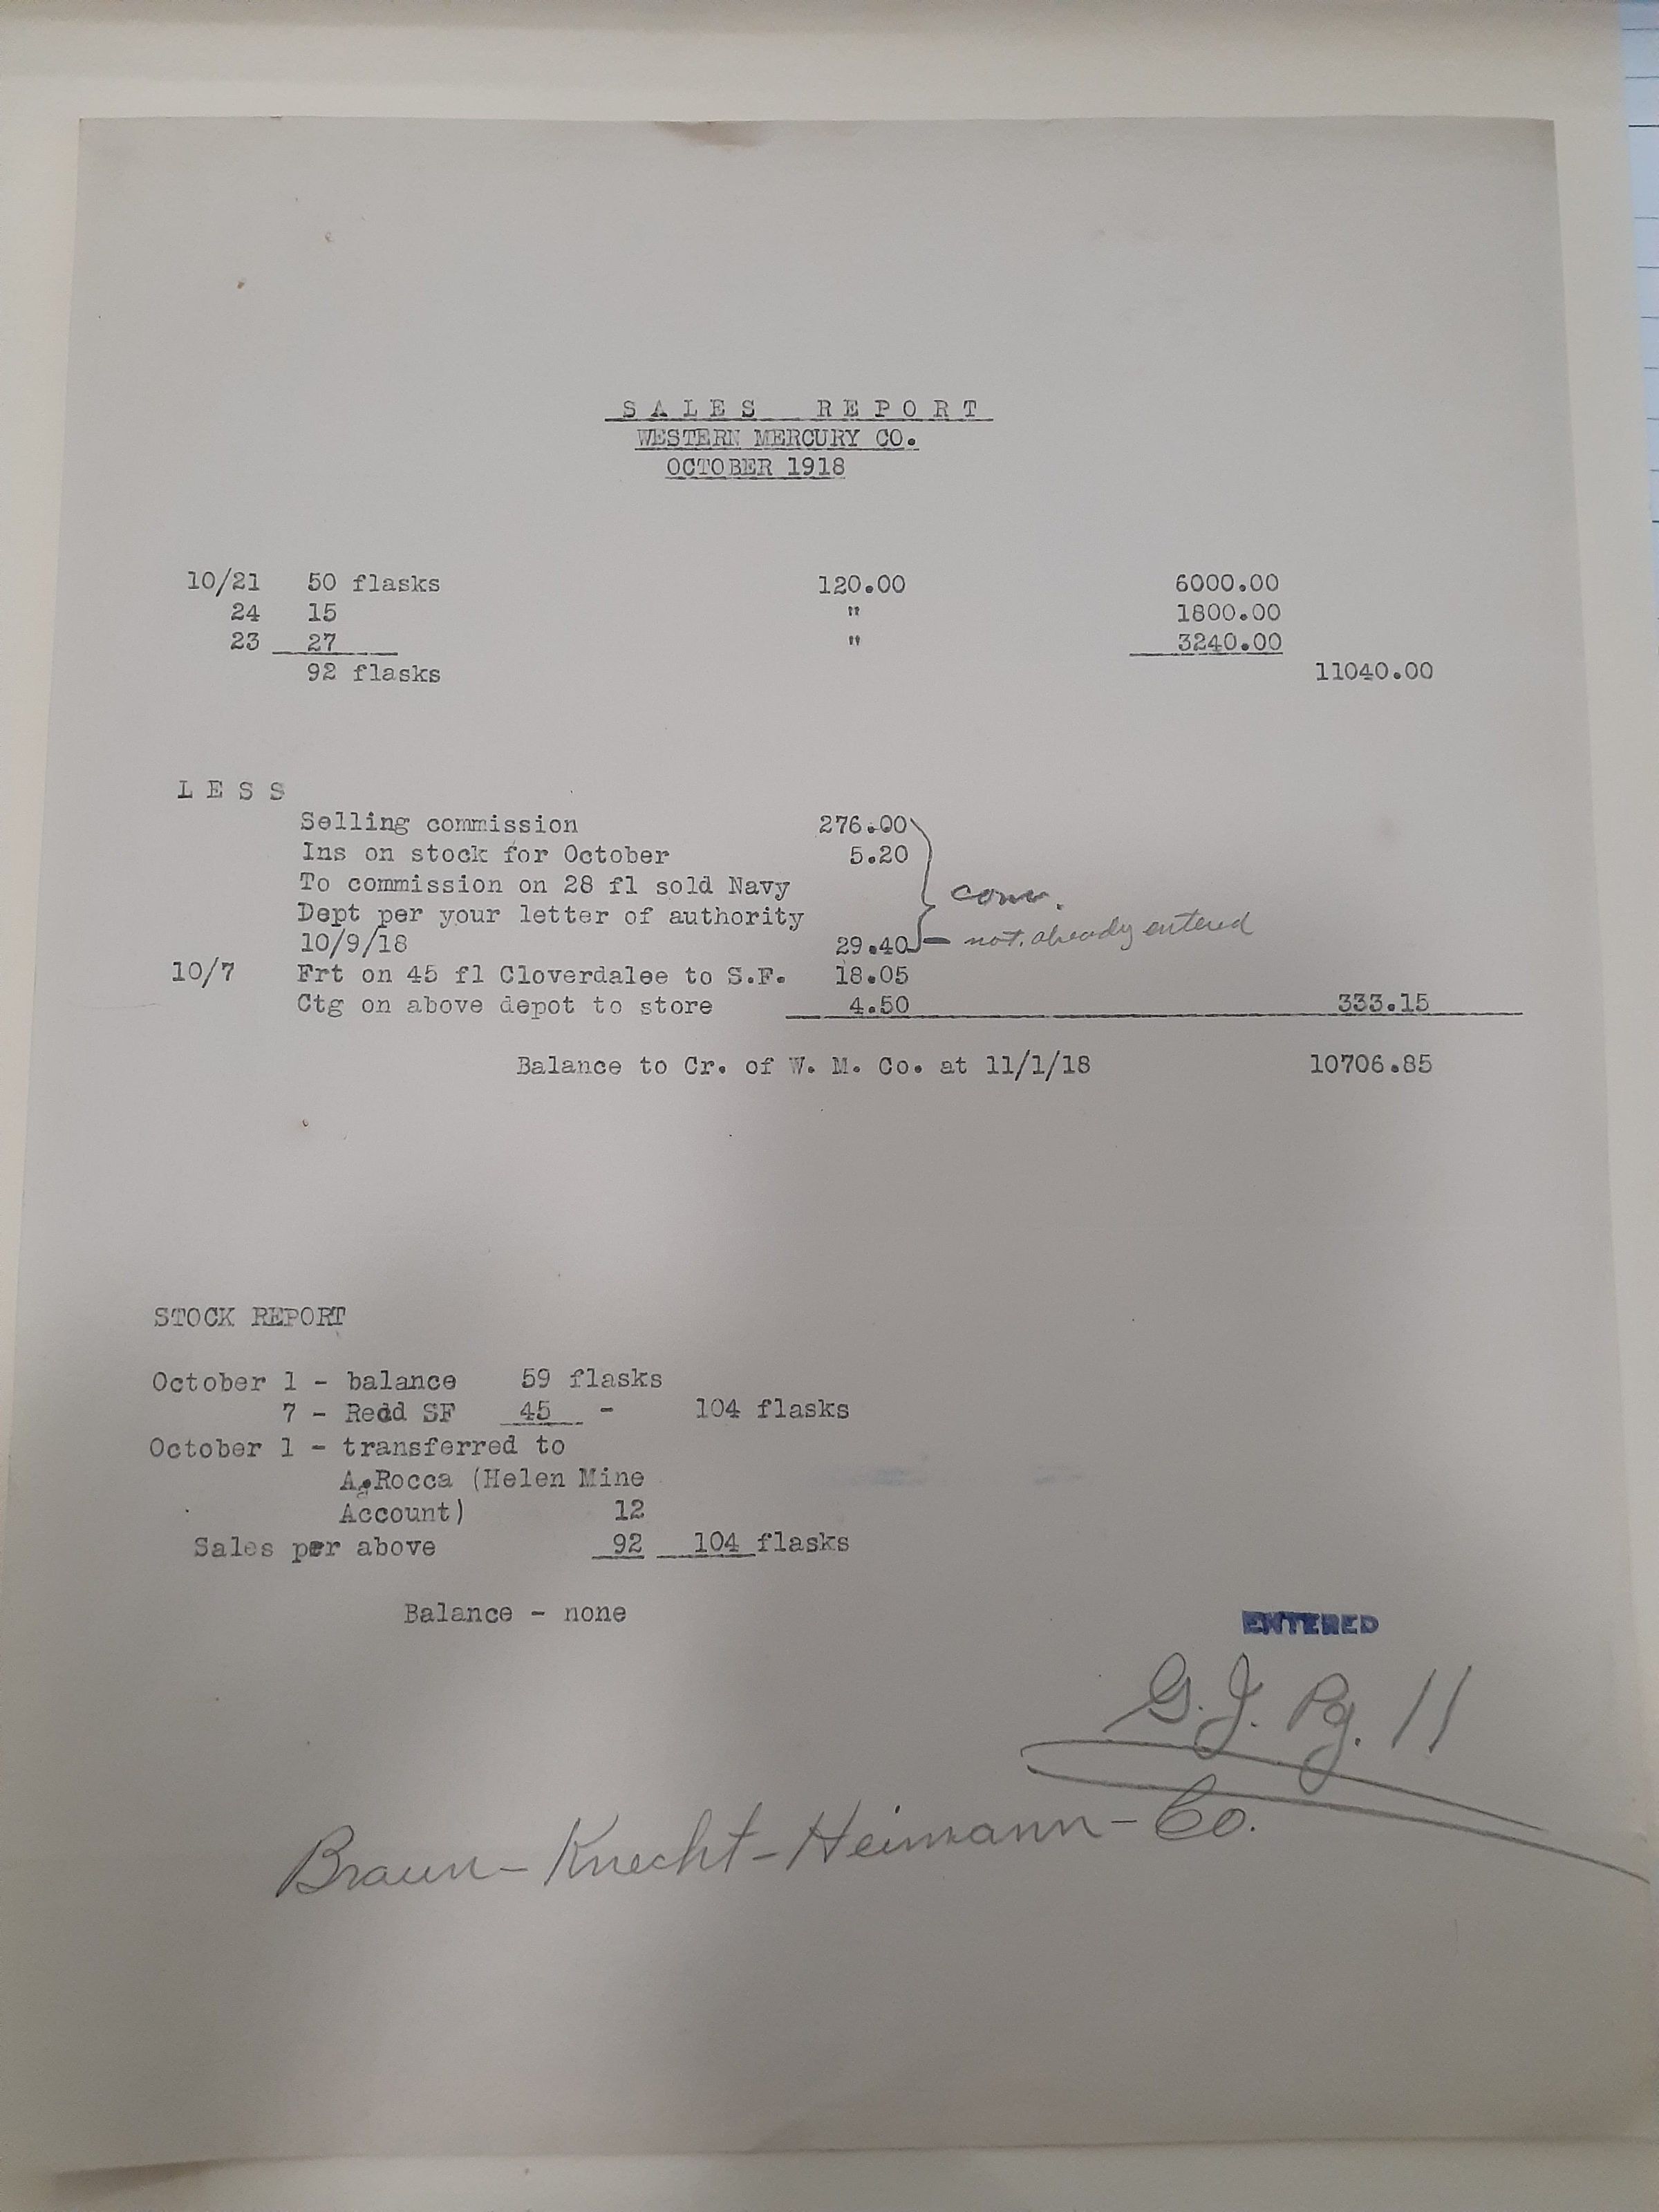 SALES REPORT
WESTERN MERCURY CO.
OCTOBER 1918
10/21 50 flasks 120.00 6000.00
24 15 " 1800.00
23 27 " 3240.00
92 flasks 11040.00
LESS
Selling commission 276.00
Ins on stock for October 5.20
To commission on 28 fl sold Navy
comm.
Dept per your letter of authority
10/9/18 29.40 — not already entered
10/7 Frt on 45 fl Cloverdalee to S.F. 18.05
Ctg on above depot to store 4.50 333.15
Balance to Cr. of W. M. Co. at 11/1/18 10706.85
STOCK REPORT
October 1 - balance 59 flasks
7 - Redd SF 45 - 104 flasks
October 1 - transferred to
A. Rocca (Helen Mine
Account) 12
Sales per above 92 104 flasks
Balance - none
ENTERED
G.J. Pg. 11
Braun-Knecht-Heimann-Co.